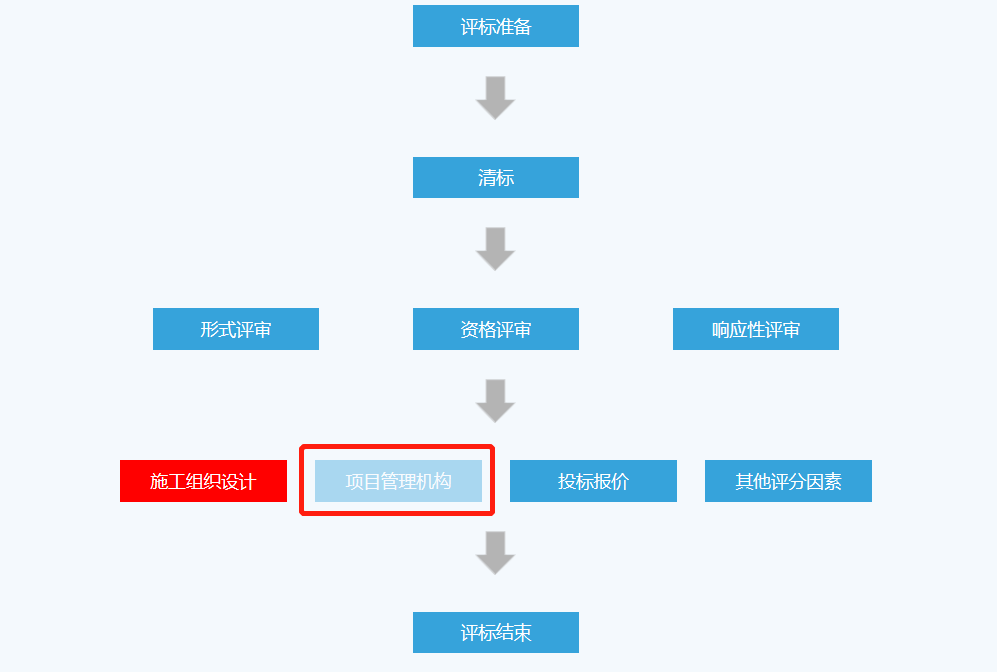 评标准备
清标
形式评审
资格评审
响应性评审
施工组织设计
项目管理机构
投标报价
其他评分因素
评标结束